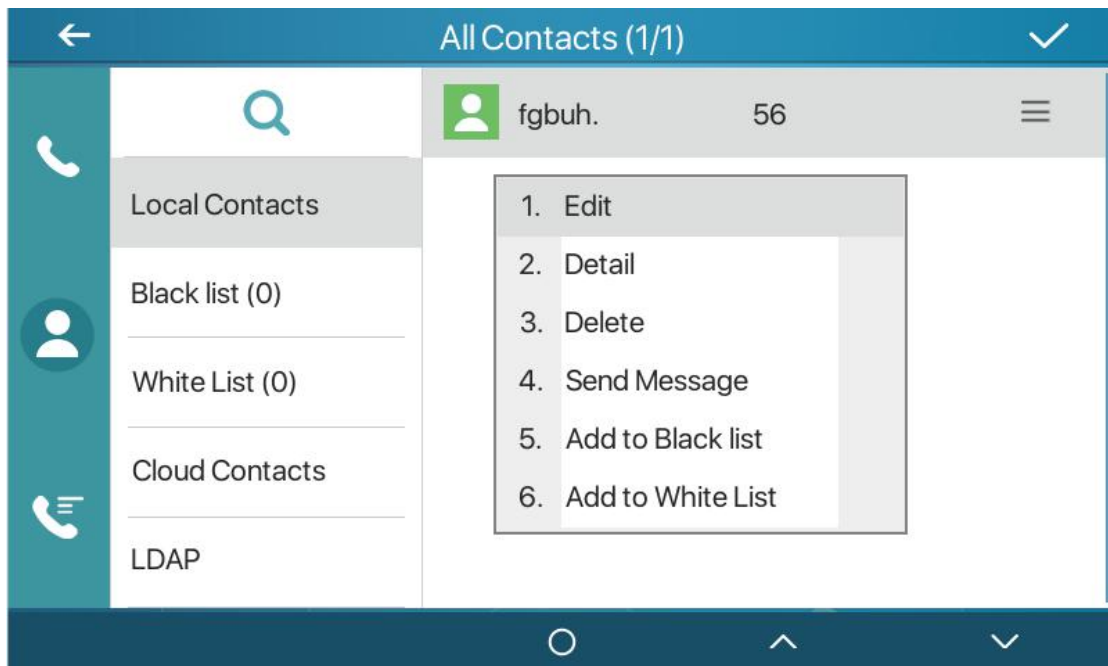 All Contacts (1/1)
fgbuh. 56
Local Contacts
Black list (0)
White List (0)
Cloud Contacts
LDAP
1. Edit
2. Detail
3. Delete
4. Send Message
5. Add to Black list
6. Add to White List